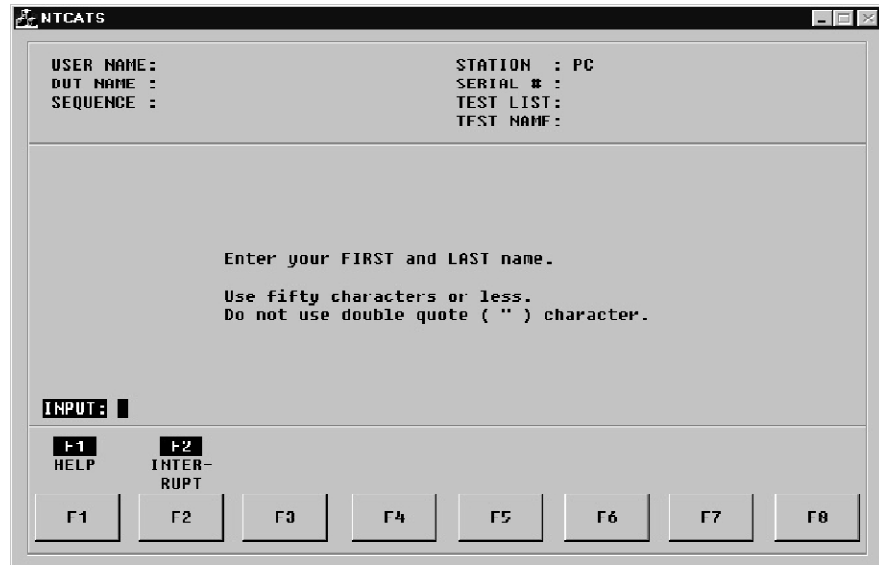 NTCATS
USER NAME:
DUT NAME :
SEQUENCE :
STATION : PC
SERIAL # :
TEST LIST:
TEST NAME:
Enter your FIRST and LAST name.
Use fifty characters or less.
Do not use double quote ( " ) character.
INPUT:
F1
HELP
F2
INTER-
RUPT
F1 F2 F3 F4 F5 F6 F7 F8